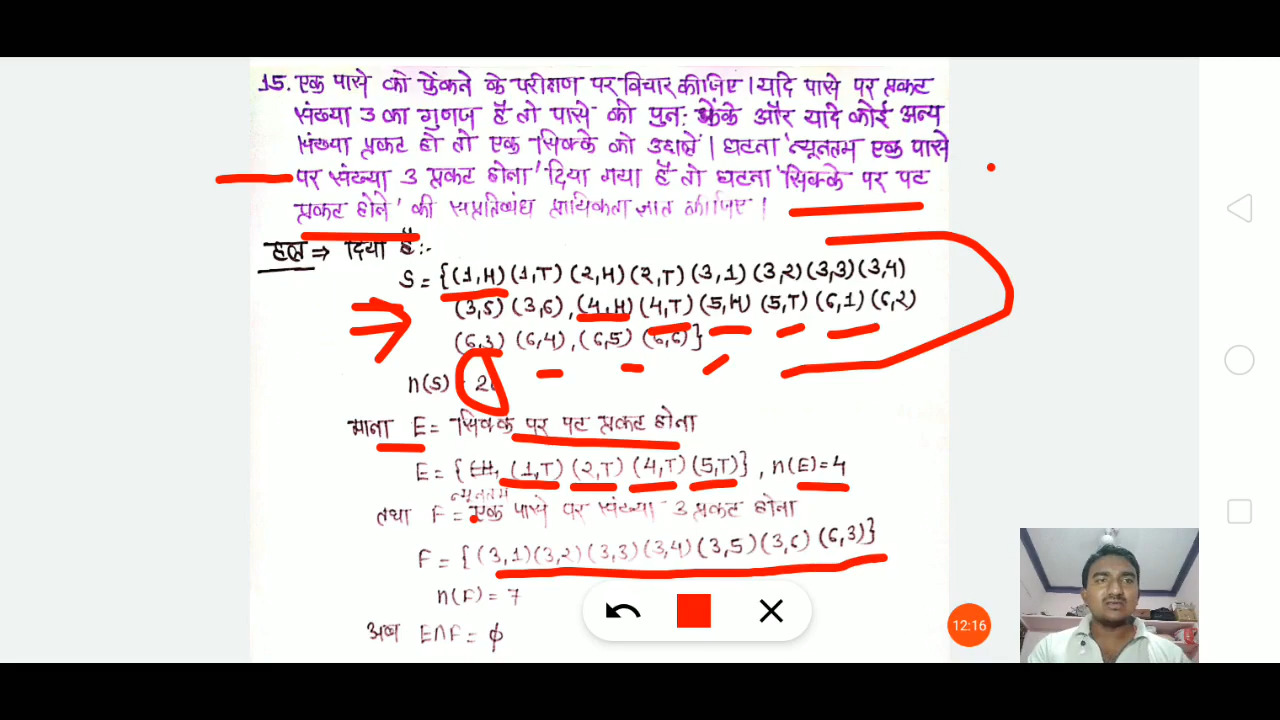 15. एक पासे को फ़ेंकने के परीक्षण पर विचार कीजिए। यदि पासे पर प्रकट
संख्या 3 का गुणज है तो पासे को पुनः फेंके और यदि कोई अन्य
संख्या प्रकट हो तो एक सिक्के को उछालें। घटना 'न्यूनतम एक पासे
पर संख्या 3 प्रकट होना' दिया गया है तो घटना 'सिक्के पर पट
प्रकट होने' की सप्रतिबंध प्रायिकता ज्ञात कीजिए।
हल ⇒ दिया है:-
S = {(1,H) (1,T) (2,H) (2,T) (3,1) (3,2) (3,3) (3,4)
(3,5) (3,6), (4,H) (4,T) (5,H) (5,T) (6,1) (6,2)
(6,3) (6,4), (6,5) (6,6)}
n(S) = 2
माना E = सिक्के पर पट प्रकट होना
E = { (1,T) (2,T) (4,T) (5,T)}, n(E)=4
न्यूनतम
तथा F = एक पासे पर संख्या 3 प्रकट होना
F = { (3,1) (3,2) (3,3) (3,4) (3,5) (3,6) (6,3)}
n(F) = 7
अब E∩F = ϕ
12:16